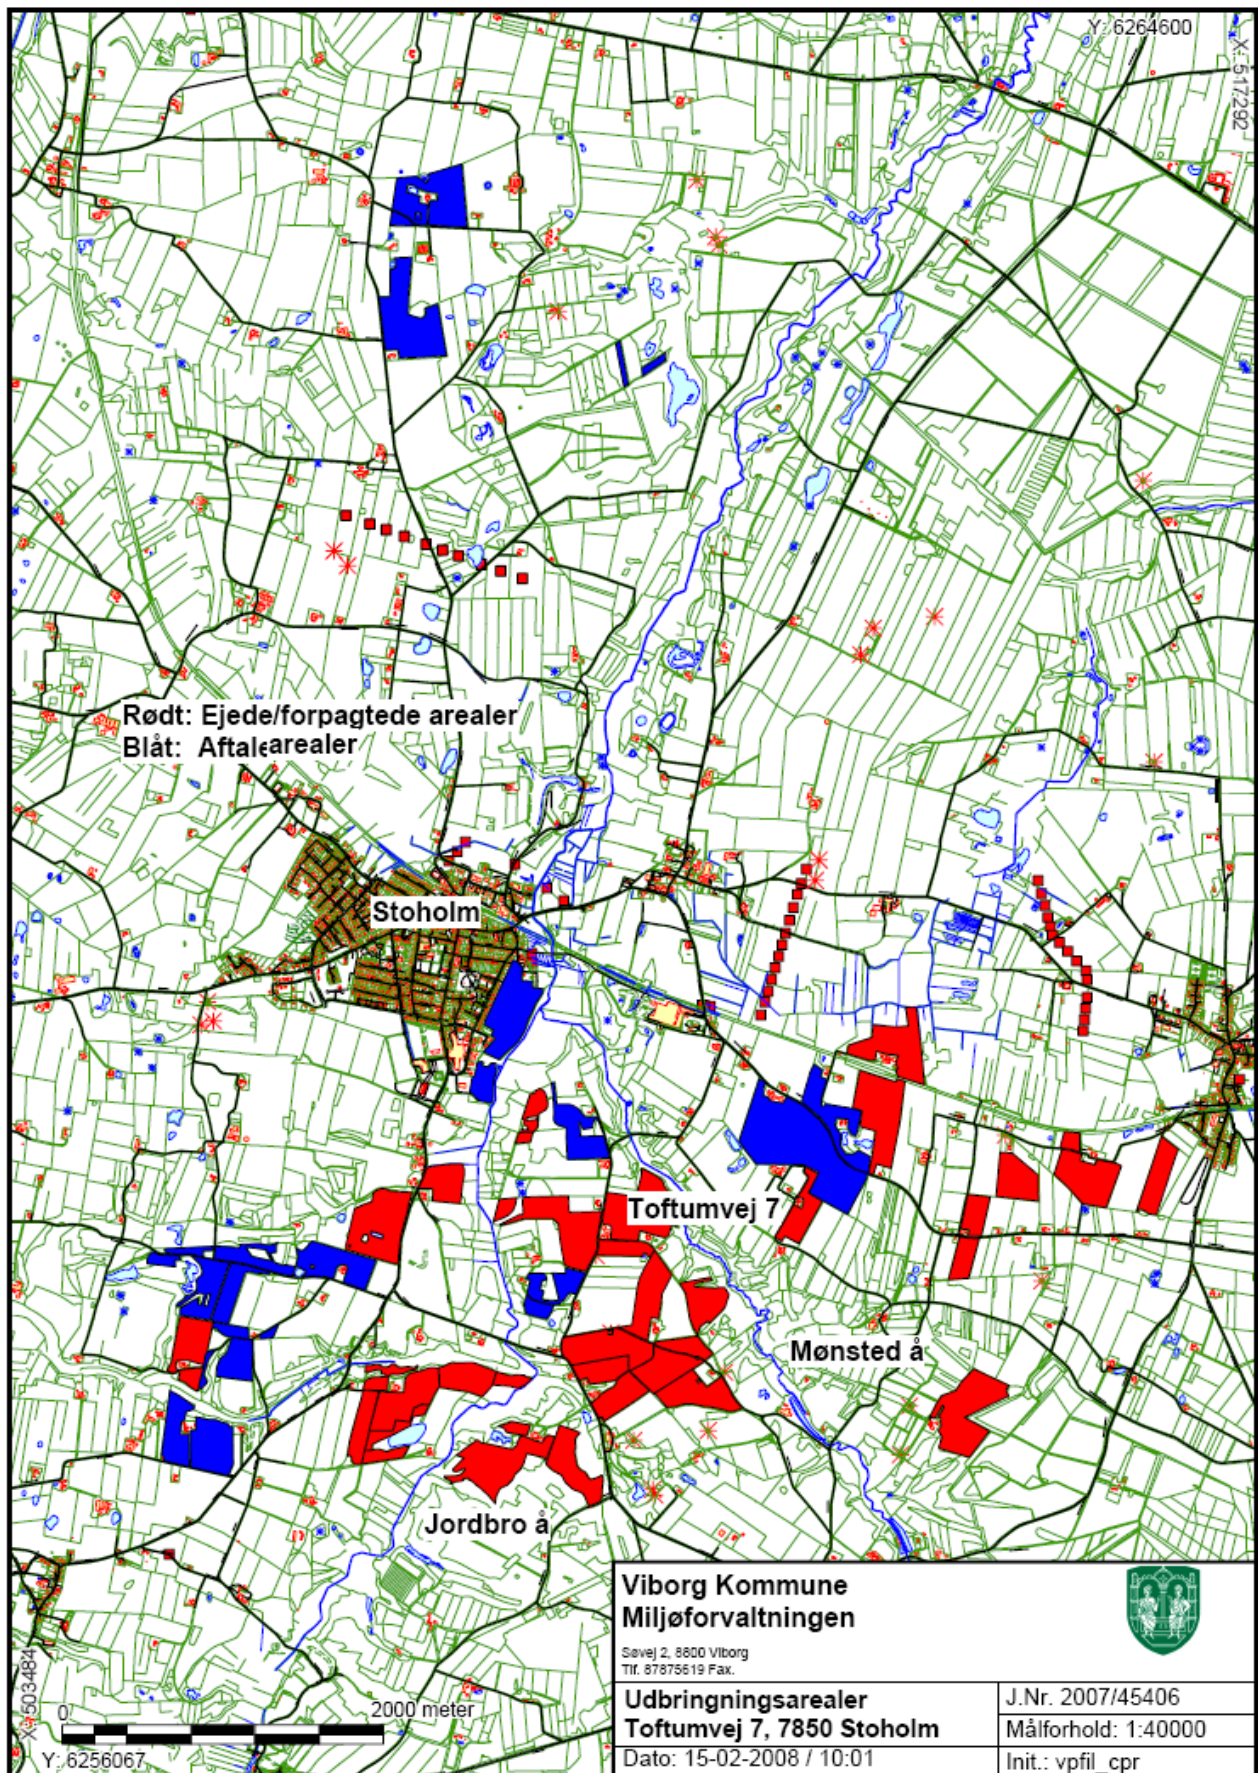 Y: 6264600
X: 517292
Rødt: Ejede/forpagtede arealer
Blåt: Aftalearealer
Stoholm
Toftumvej 7
Mønsted å
Jordbro å
X: 503484
0 2000 meter
Y: 6256067
Viborg Kommune
Miljøforvaltningen
Søvej 2, 8800 Viborg
Tlf. 87875619 Fax.
Udbringningsarealer
Toftumvej 7, 7850 Stoholm
Dato: 15-02-2008 / 10:01
J.Nr. 2007/45406
Målforhold: 1:40000
Init.: vpfil_cpr